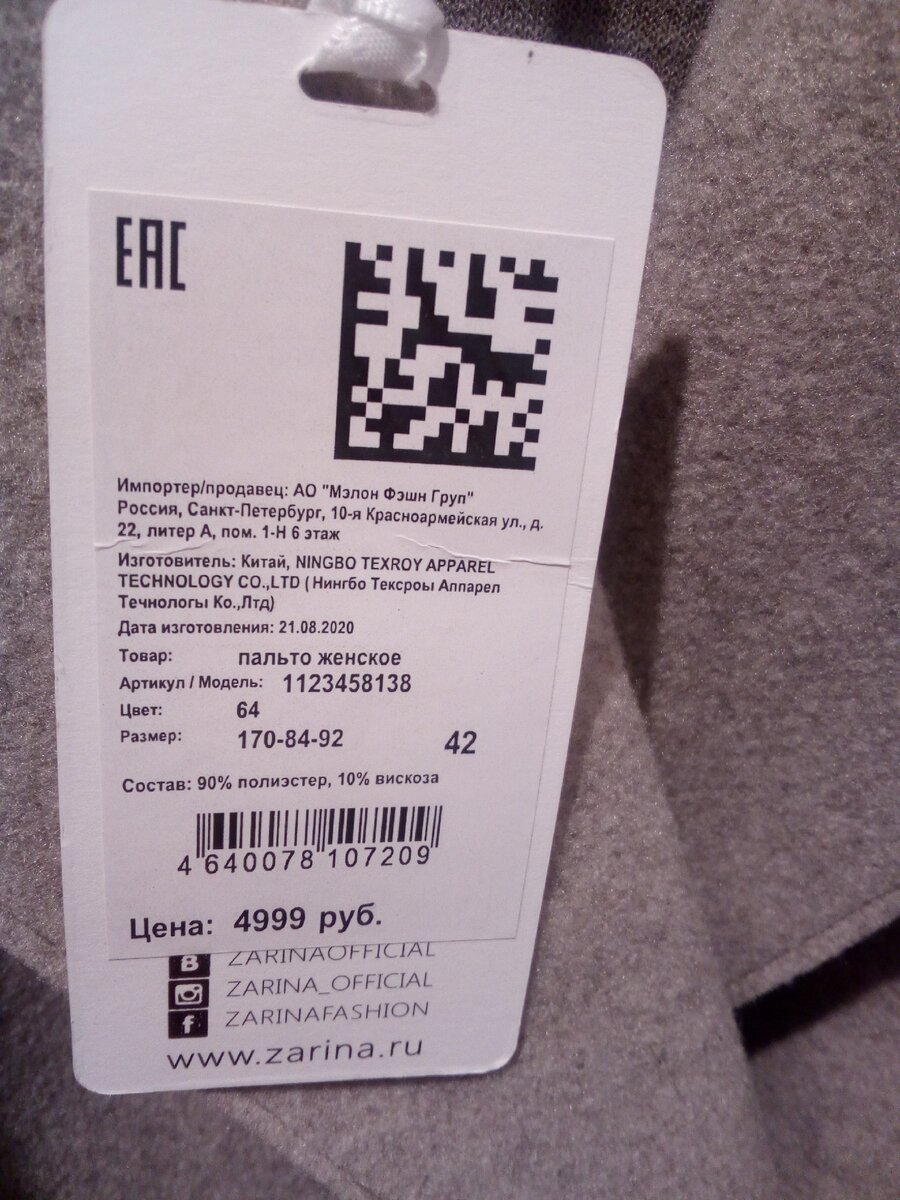 ЕАС
Импортер/продавец: АО "Мэлон Фэшн Груп"
Россия, Санкт-Петербург, 10-я Красноармейская ул., д.
22, литер А, пом. 1-Н 6 этаж
Изготовитель: Китай, NINGBO TEXROY APPAREL
TECHNOLOGY CO.,LTD ( Нингбо Тексроы Аппарел
Течнологы Ко.,Лтд)
Дата изготовления: 21.08.2020
Товар: пальто женское
Артикул / Модель: 1123458138
Цвет: 64
Размер: 170-84-92 42
Состав: 90% полиэстер, 10% вискоза
4 640078 107209
Цена: 4999 руб.
B ZARINAOFFICIAL
ZARINA_OFFICIAL
f ZARINAFASHION
www.zarina.ru